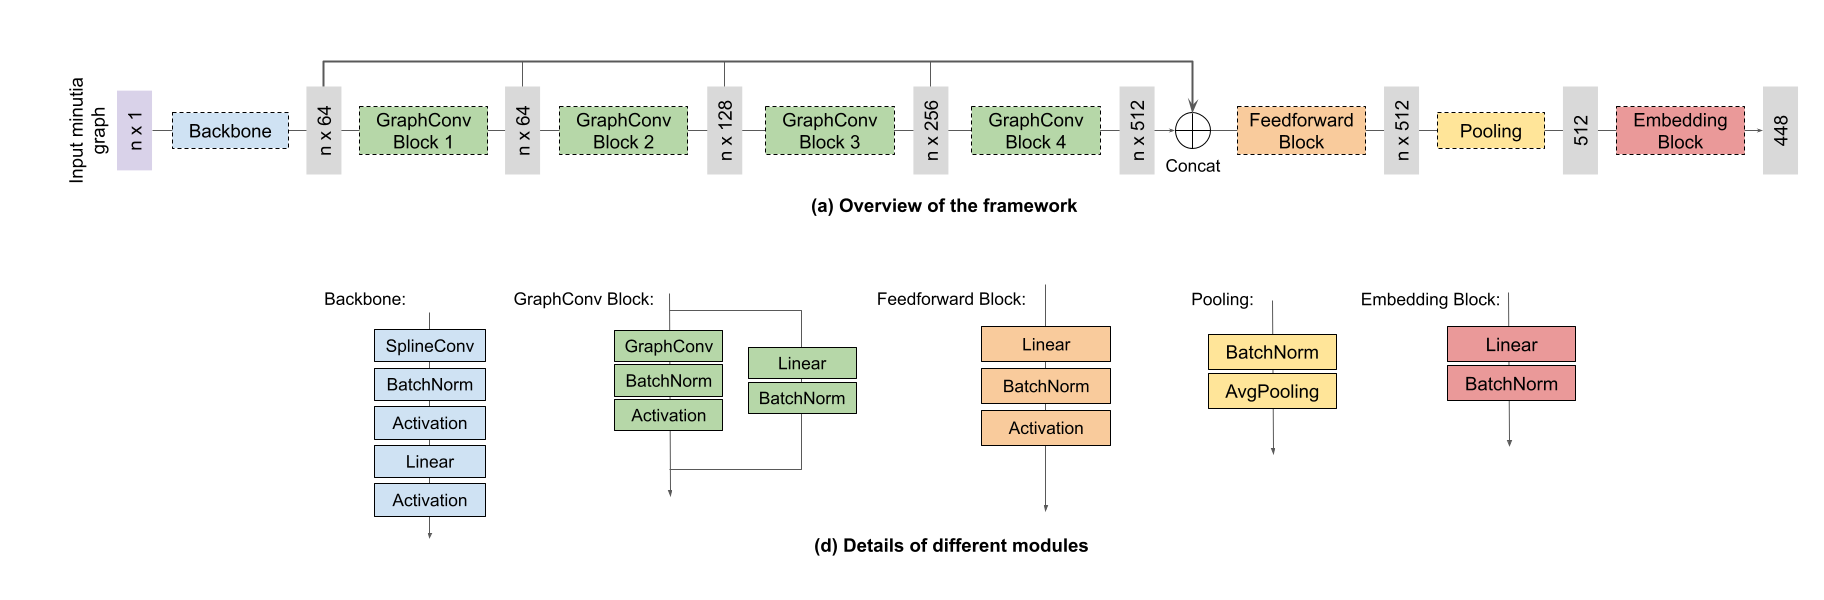 Input minutia
graph
n x 1
Backbone
n x 64
GraphConv
Block 1
n x 64
GraphConv
Block 2
n x 128
GraphConv
Block 3
n x 256
GraphConv
Block 4
n x 512
Concat
Feedforward
Block
n x 512
Pooling
512
Embedding
Block
448
(a) Overview of the framework
Backbone:
SplineConv
BatchNorm
Activation
Linear
Activation
GraphConv Block:
GraphConv
BatchNorm
Activation
Linear
BatchNorm
Feedforward Block:
Linear
BatchNorm
Activation
Pooling:
BatchNorm
AvgPooling
Embedding Block:
Linear
BatchNorm
(d) Details of different modules